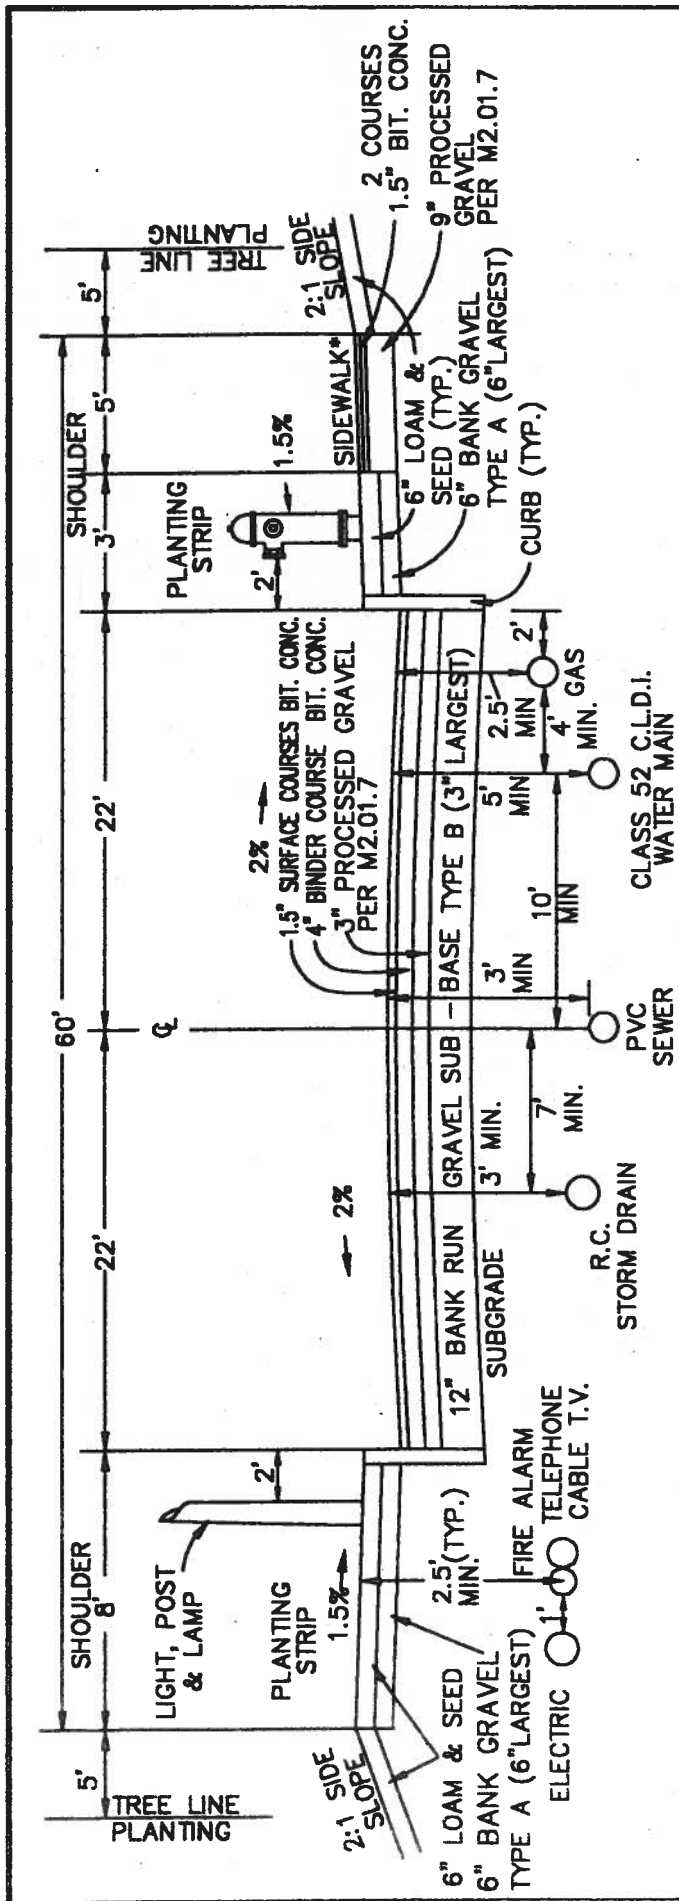 60'
SHOULDER
SHOULDER
5'
8'
22'
22'
3'
5'
5'
TREE LINE
PLANTING
TREE LINE
PLANTING
LIGHT, POST
& LAMP
2'
PLANTING
STRIP
1.5%
2%
℄
2%
PLANTING
STRIP
2'
1.5%
SIDEWALK*
2:1 SIDE
SLOPE
2:1 SIDE
SLOPE
1.5" SURFACE COURSES BIT. CONC.
4" BINDER COURSE BIT. CONC.
3" PROCESSED GRAVEL
PER M2.01.7
2 COURSES
1.5" BIT. CONC.
9" PROCESSED
GRAVEL
PER M2.01.7
6" LOAM &
SEED (TYP.)
6" BANK GRAVEL
TYPE A (6"LARGEST)
CURB (TYP.)
12" BANK RUN GRAVEL SUB - BASE TYPE B (3" LARGEST)
SUBGRADE
6" LOAM & SEED
6" BANK GRAVEL
TYPE A (6"LARGEST)
2.5' (TYP.)
MIN.
1'
ELECTRIC
FIRE ALARM
TELEPHONE
CABLE T.V.
3' MIN.
7'
MIN.
R.C.
STORM DRAIN
3'
MIN
PVC
SEWER
10'
MIN
5'
MIN
CLASS 52 C.L.D.I.
WATER MAIN
2.5'
MIN
4'
MIN.
2'
GAS